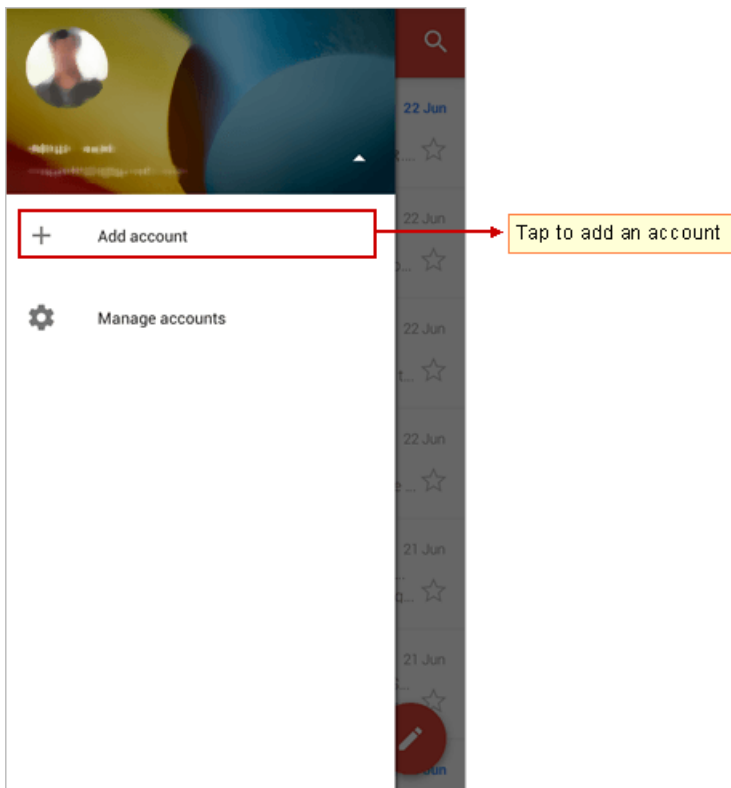 22 Jun
22 Jun
Add account
Tap to add an account
Manage accounts
22 Jun
t...
22 Jun
e ...
21 Jun
q...
21 Jun